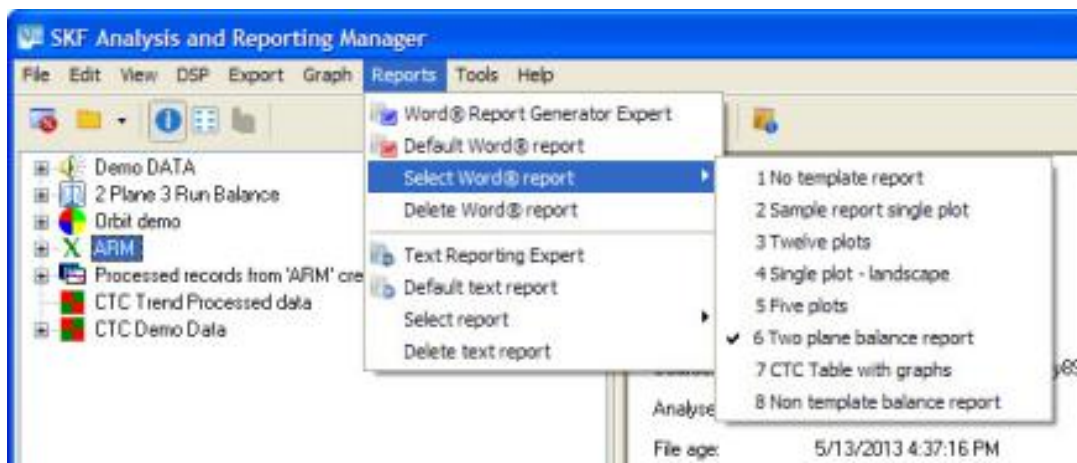 SKF Analysis and Reporting Manager
File Edit View DSP Export Graph Reports Tools Help
Demo DATA
2 Plane 3 Run Balance
Orbit demo
ARM
Processed records from 'ARM' cre
CTC Trend Processed data
CTC Demo Data
Word® Report Generator Expert
Default Word® report
Select Word® report
Delete Word® report
Text Reporting Expert
Default text report
Select report
Delete text report
1 No template report
2 Sample report single plot
3 Twelve plots
4 Single plot - landscape
5 Five plots
6 Two plane balance report
7 CTC Table with graphs
8 Non template balance report
Analyse
File age: 5/13/2013 4:37:16 PM